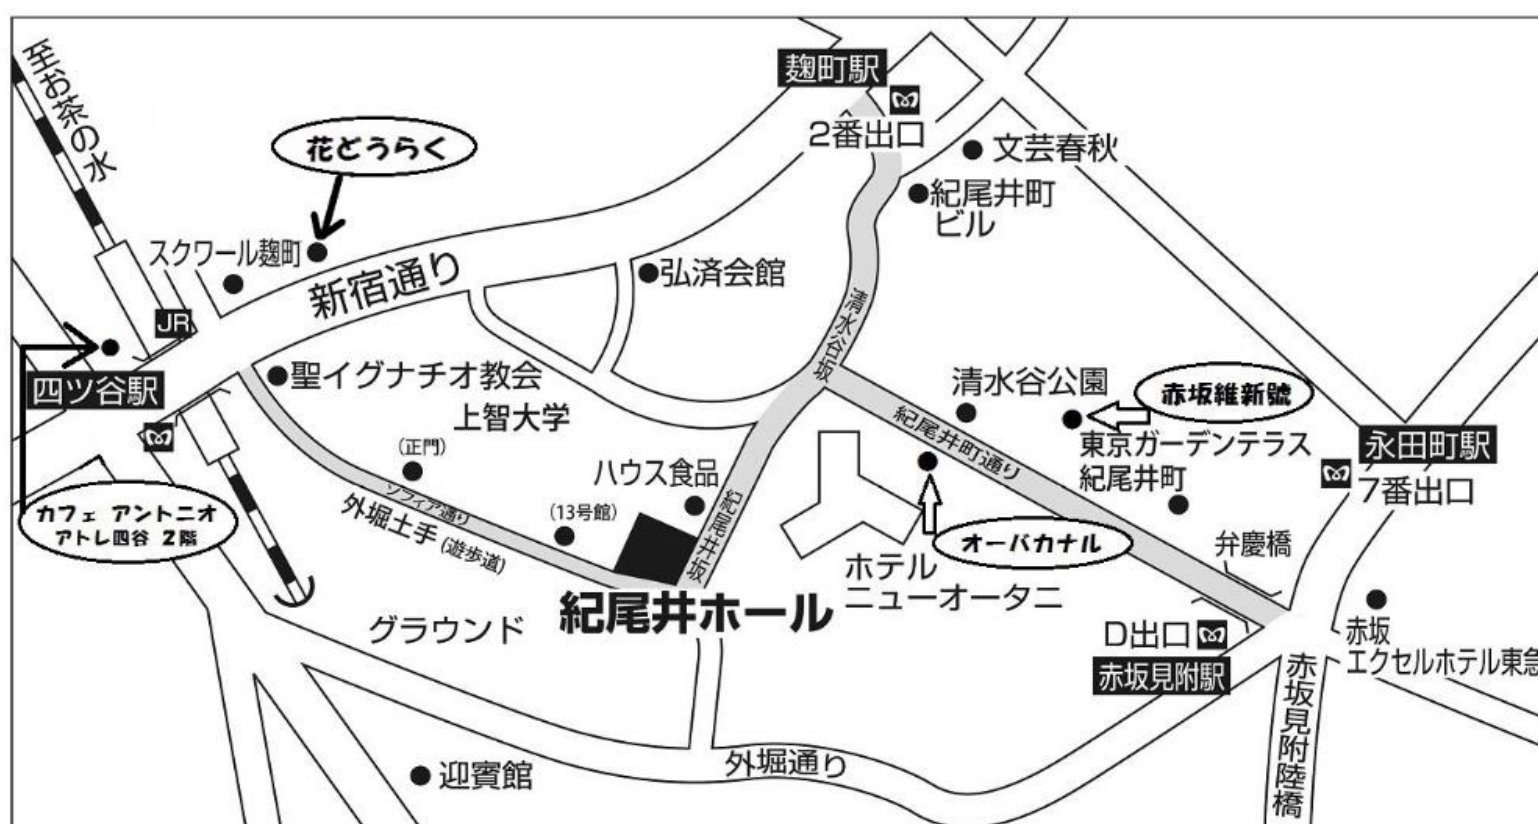 至お茶の水
麹町駅
2番出口
花どうらく
文芸春秋
紀尾井町
ビル
スクワール麹町
新宿通り
弘済会館
JR
四ツ谷駅
清水谷坂
聖イグナチオ教会
上智大学
清水谷公園
赤坂維新號
紀尾井町通り
東京ガーデンテラス
紀尾井町
永田町駅
7番出口
(正門)
ハウス食品
ソフィア通り
外堀土手(遊歩道)
(13号館)
紀尾井坂
カフェ アントニオ
アトレ四谷 2階
オーバカナル
ホテル
ニューオータニ
弁慶橋
紀尾井ホール
グラウンド
D出口
赤坂見附駅
赤坂
エクセルホテル東急
赤坂見附陸橋
外堀通り
迎賓館